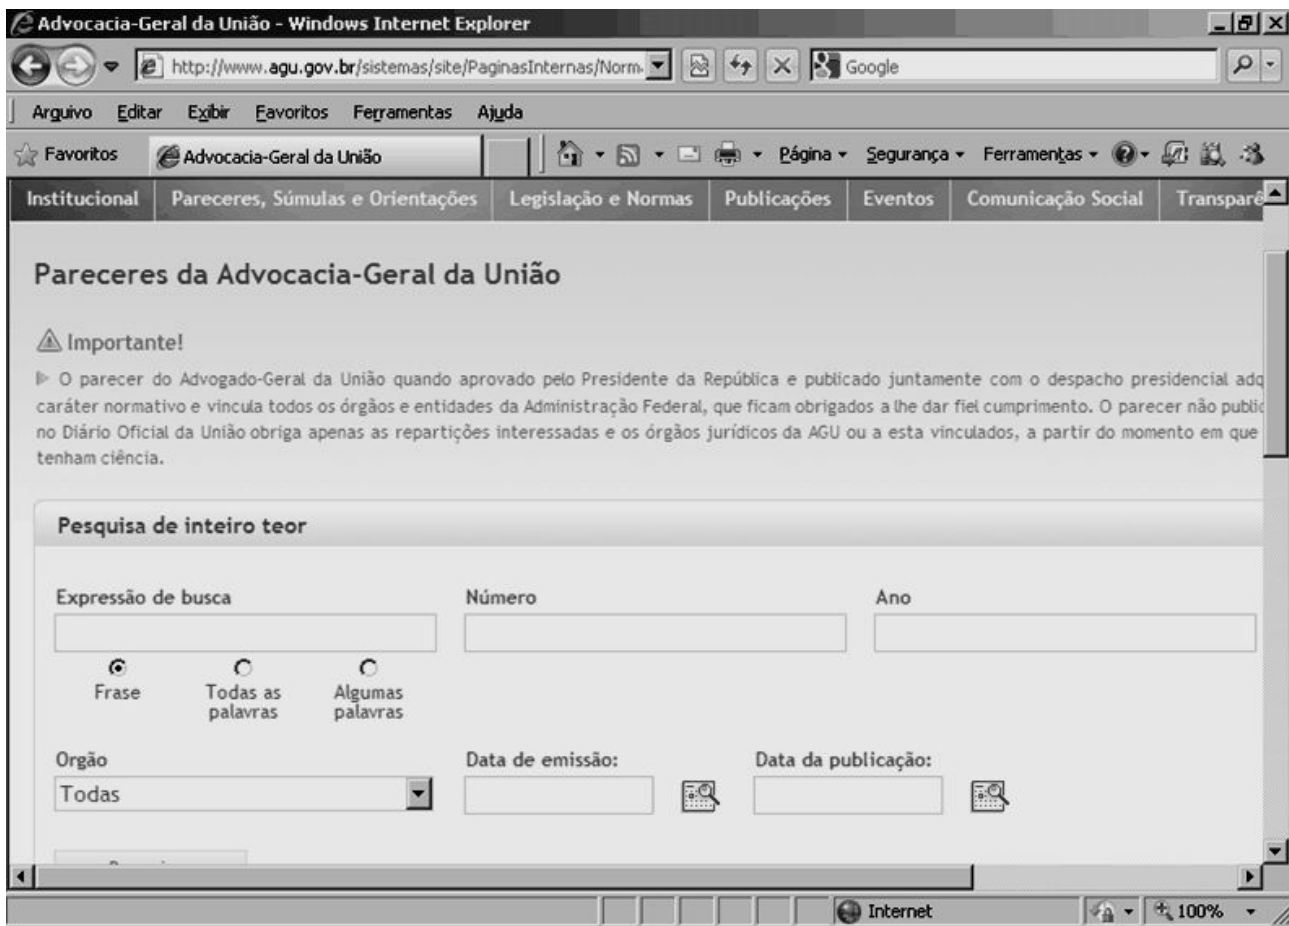 Advocacia-Geral da União - Windows Internet Explorer
http://www.agu.gov.br/sistemas/site/PaginasInternas/Norm
Google
Arquivo Editar Exibir Favoritos Ferramentas Ajuda
Favoritos Advocacia-Geral da União Página Segurança Ferramentas
Institucional Pareceres, Súmulas e Orientações Legislação e Normas Publicações Eventos Comunicação Social Transparê
Pareceres da Advocacia-Geral da União
Importante!
O parecer do Advogado-Geral da União quando aprovado pelo Presidente da República e publicado juntamente com o despacho presidencial adq
caráter normativo e vincula todos os órgãos e entidades da Administração Federal, que ficam obrigados a lhe dar fiel cumprimento. O parecer não public
no Diário Oficial da União obriga apenas as repartições interessadas e os órgãos jurídicos da AGU ou a esta vinculados, a partir do momento em que
tenham ciência.
Pesquisa de inteiro teor
Expressão de busca Número Ano
Frase Todas as palavras Algumas palavras
Orgão Data de emissão: Data da publicação:
Todas
Internet 100%